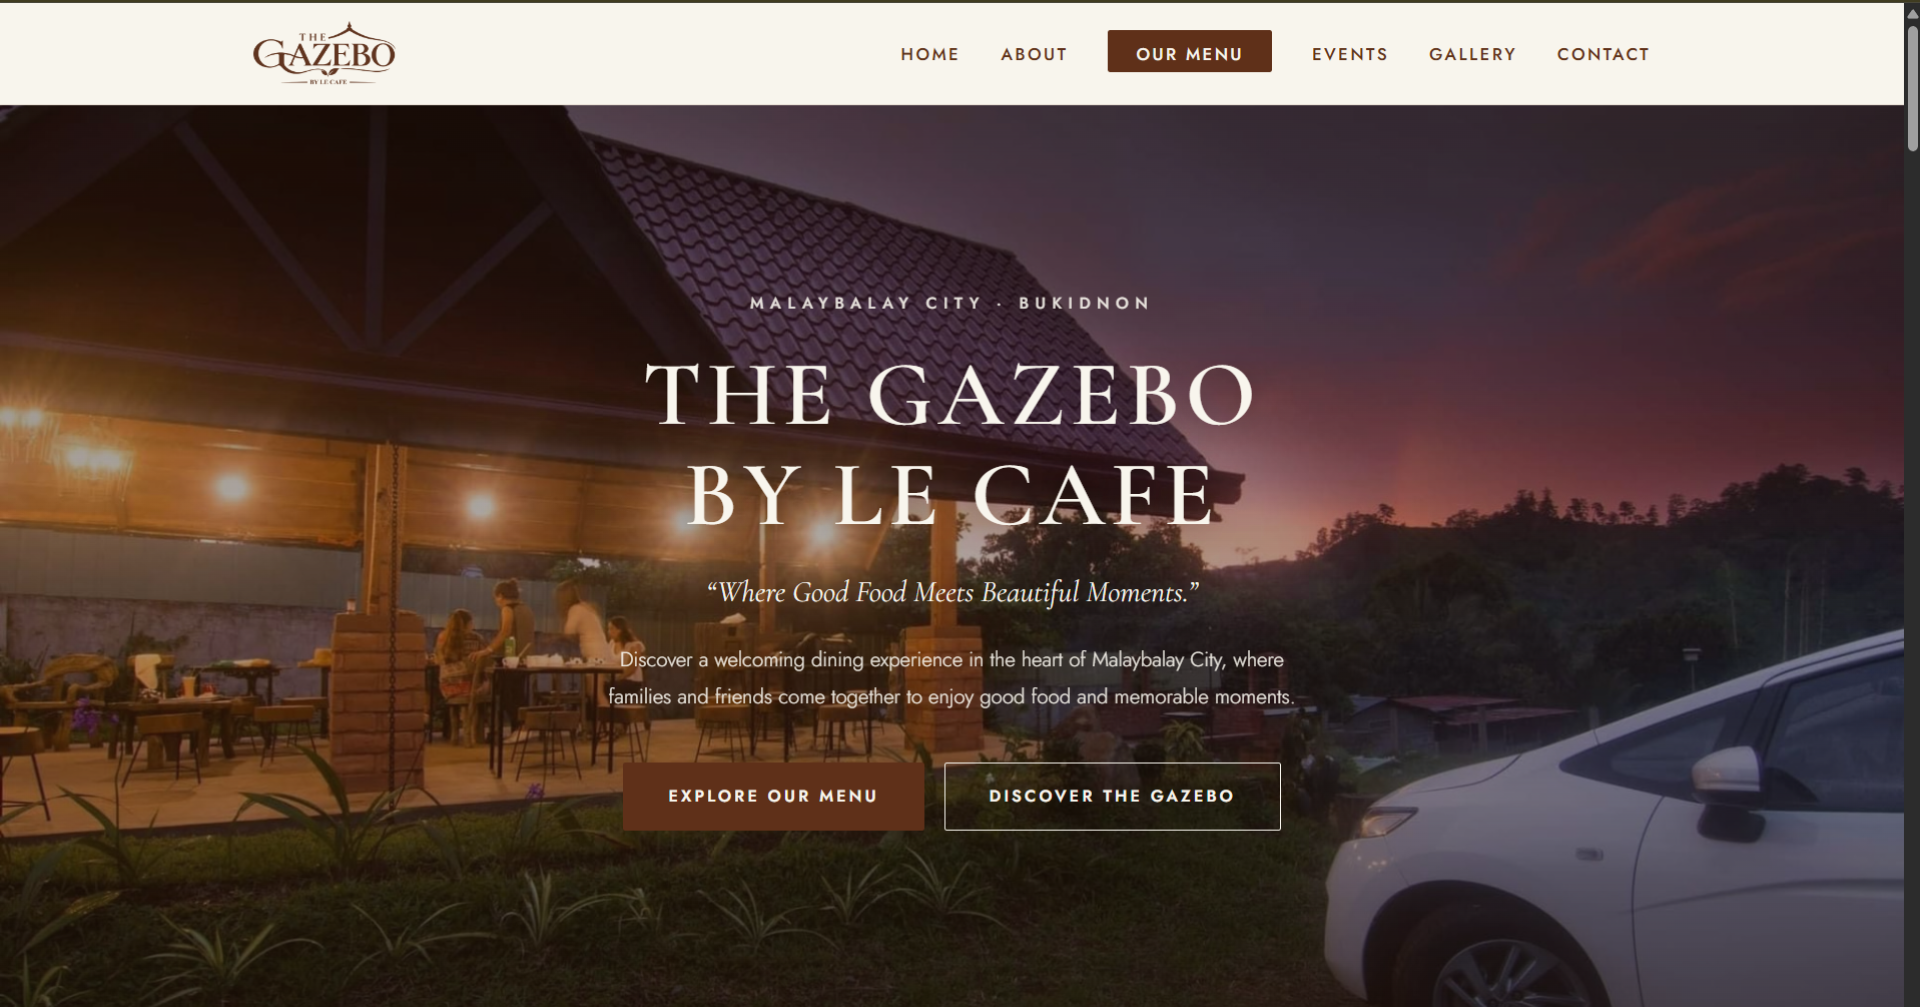 THE
GAZEBO
BY LE CAFE
HOME
ABOUT
OUR MENU
EVENTS
GALLERY
CONTACT
MALAYBALAY CITY · BUKIDNON
THE GAZEBO
BY LE CAFE
“Where Good Food Meets Beautiful Moments.”
Discover a welcoming dining experience in the heart of Malaybalay City, where
families and friends come together to enjoy good food and memorable moments.
EXPLORE OUR MENU
DISCOVER THE GAZEBO